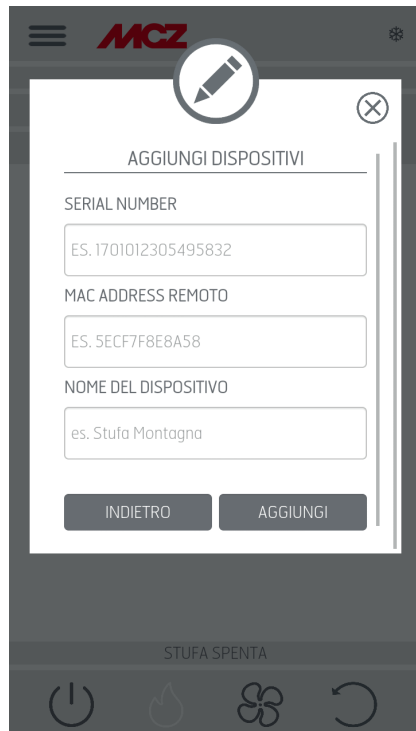 MCZ
AGGIUNGI DISPOSITIVI
SERIAL NUMBER
ES. 1701012305495832
MAC ADDRESS REMOTO
ES. 5ECF7F8E8A58
NOME DEL DISPOSITIVO
es. Stufa Montagna
INDIETRO AGGIUNGI
STUFA SPENTA